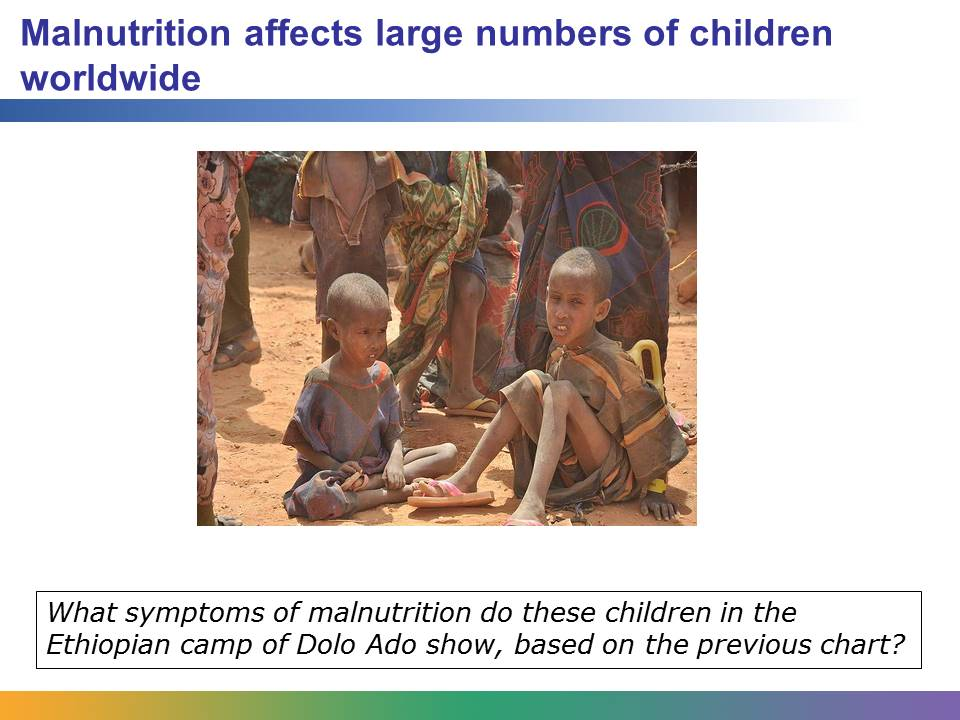 Malnutrition affects large numbers of children
worldwide
What symptoms of malnutrition do these children in the
Ethiopian camp of Dolo Ado show, based on the previous chart?